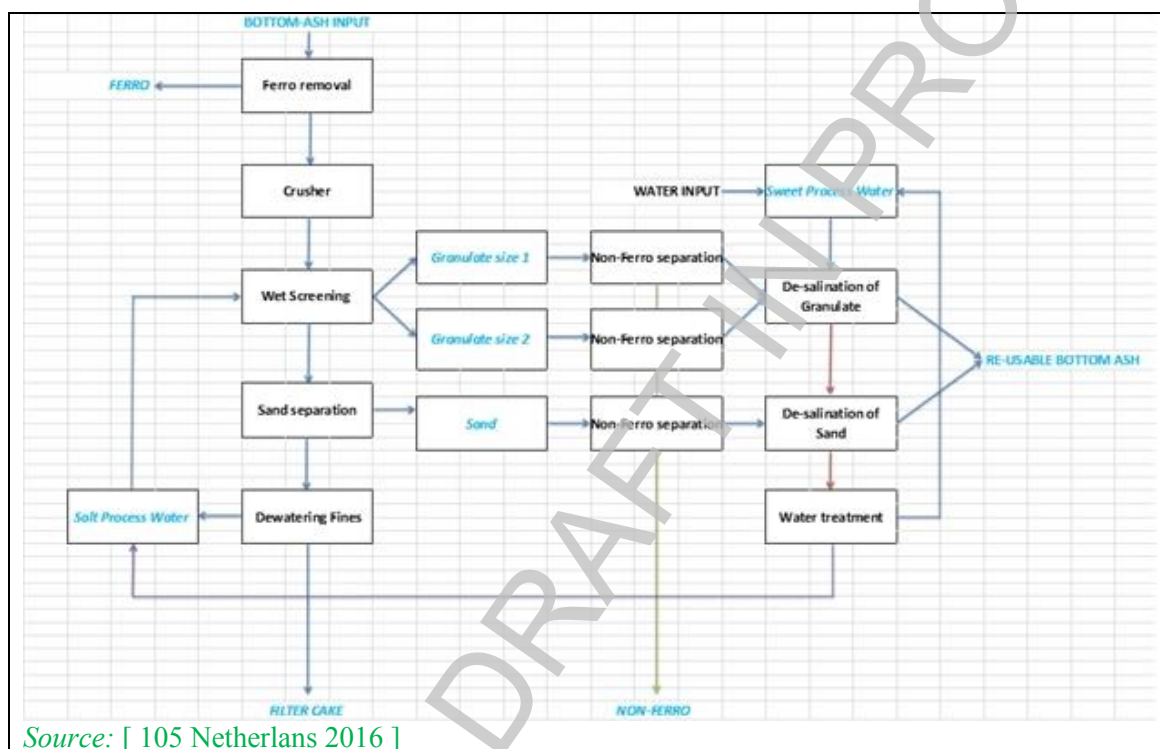 BOTTOM-ASH INPUT
FERRO
Ferro removal
Crusher
WATER INPUT
Sweet Process Water
Granulate size 1
Non-Ferro separation
Wet Screening
De-salination of
Granulate
Granulate size 2
Non-Ferro separation
RE-USABLE BOTTOM ASH
Sand separation
Sand
Non-Ferro separation
De-salination of
Sand
Salt Process Water
Dewatering Fines
Water treatment
FILTER CAKE
NON-FERRO
DRAFT IN PRO
Source: [ 105 Netherlans 2016 ]